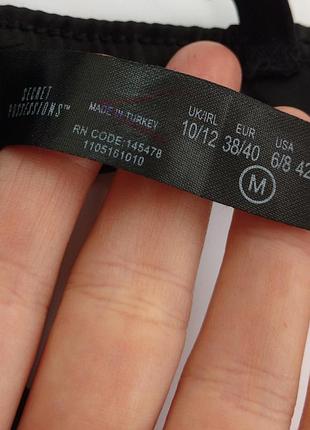 SECRET
POSSESSIONS™
MADE IN TURKEY
RN CODE:145478
1105161010
UK/IRL EUR USA
10/12 38/40 6/8 42
M